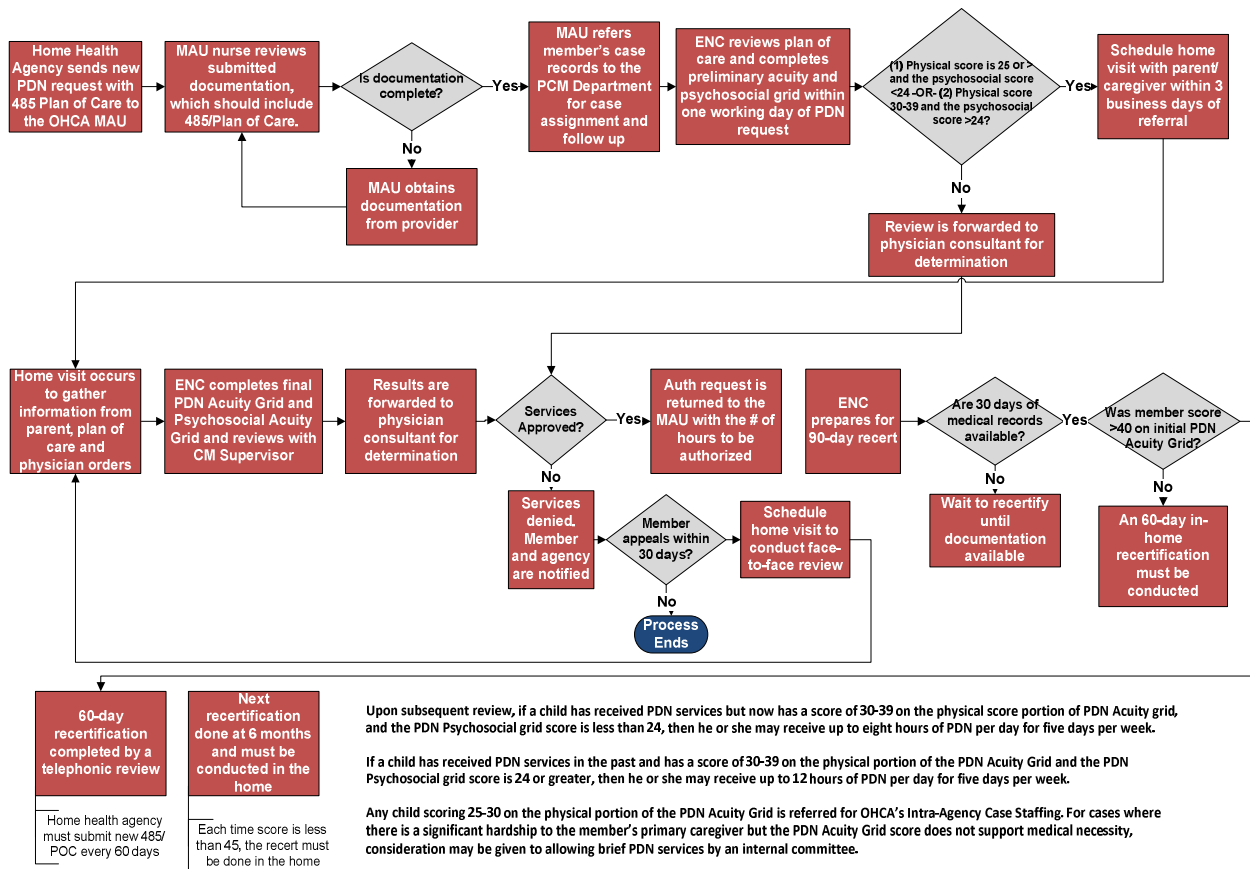 Home Health
Agency sends new
PDN request with
485 Plan of Care to
the OHCA MAU
MAU nurse reviews
submitted
documentation,
which should include
485/Plan of Care.
Is documentation
complete?
Yes
No
MAU obtains
documentation
from provider
MAU refers
member's case
records to the
PCM Department
for case
assignment and
follow up
ENC reviews plan of
care and completes
preliminary acuity and
psychosocial grid within
one working day of PDN
request
(1) Physical score is 25 or >
and the psychosocial score
<24 -OR- (2) Physical score
30-39 and the psychosocial
score >24?
Yes
No
Schedule home
visit with parent/
caregiver within 3
business days of
referral
Review is forwarded to
physician consultant for
determination
Home visit occurs
to gather
information from
parent, plan of
care and
physician orders
ENC completes final
PDN Acuity Grid and
Psychosocial Acuity
Grid and reviews with
CM Supervisor
Results are
forwarded to
physician
consultant for
determination
Services
Approved?
Yes
No
Auth request is
returned to the
MAU with the # of
hours to be
authorized
ENC
prepares for
90-day recert
Are 30 days of
medical records
available?
Yes
No
Was member score
>40 on initial PDN
Acuity Grid?
No
Services
denied.
Member
and agency
are notified
Member
appeals within
30 days?
No
Schedule
home visit to
conduct face-
to-face review
Process
Ends
Wait to recertify
until
documentation
available
An 60-day in-
home
recertification
must be
conducted
60-day
recertification
completed by a
telephonic review
Next
recertification
done at 6 months
and must be
conducted in the
home
Home health agency
must submit new 485/
POC every 60 days
Each time score is less
than 45, the recert must
be done in the home
Upon subsequent review, if a child has received PDN services but now has a score of 30-39 on the physical score portion of PDN Acuity grid,
and the PDN Psychosocial grid score is less than 24, then he or she may receive up to eight hours of PDN per day for five days per week.
If a child has received PDN services in the past and has a score of 30-39 on the physical portion of the PDN Acuity Grid and the PDN
Psychosocial grid score is 24 or greater, then he or she may receive up to 12 hours of PDN per day for five days per week.
Any child scoring 25-30 on the physical portion of the PDN Acuity Grid is referred for OHCA's Intra-Agency Case Staffing. For cases where
there is a significant hardship to the member's primary caregiver but the PDN Acuity Grid score does not support medical necessity,
consideration may be given to allowing brief PDN services by an internal committee.